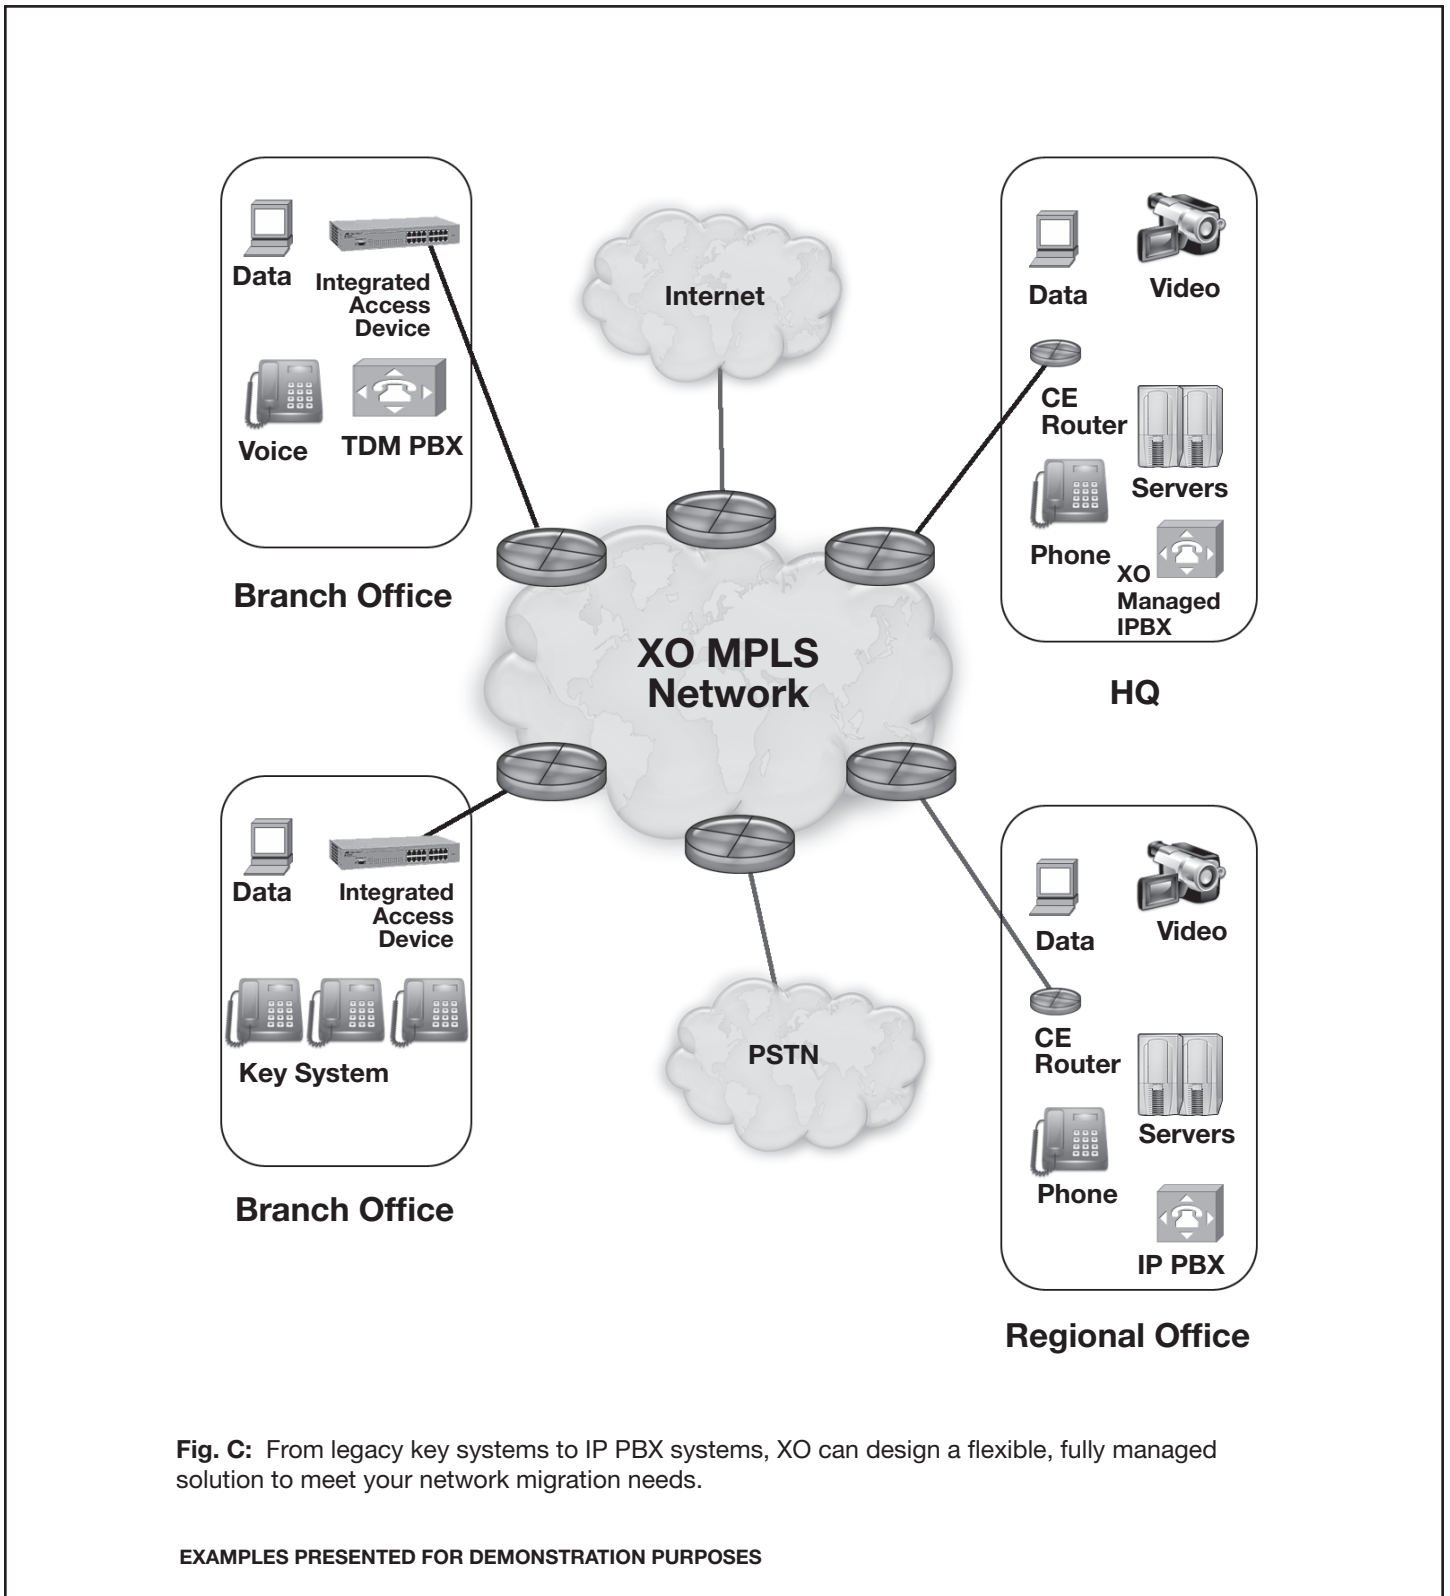 Data
Integrated
Access
Device
Voice
TDM PBX
Branch Office
Internet
Data
Video
CE
Router
Servers
Phone
XO
Managed
IPBX
HQ
XO MPLS
Network
Data
Integrated
Access
Device
Key System
Branch Office
PSTN
Data
Video
CE
Router
Servers
Phone
IP PBX
Regional Office
Fig. C: From legacy key systems to IP PBX systems, XO can design a flexible, fully managed
solution to meet your network migration needs.
EXAMPLES PRESENTED FOR DEMONSTRATION PURPOSES